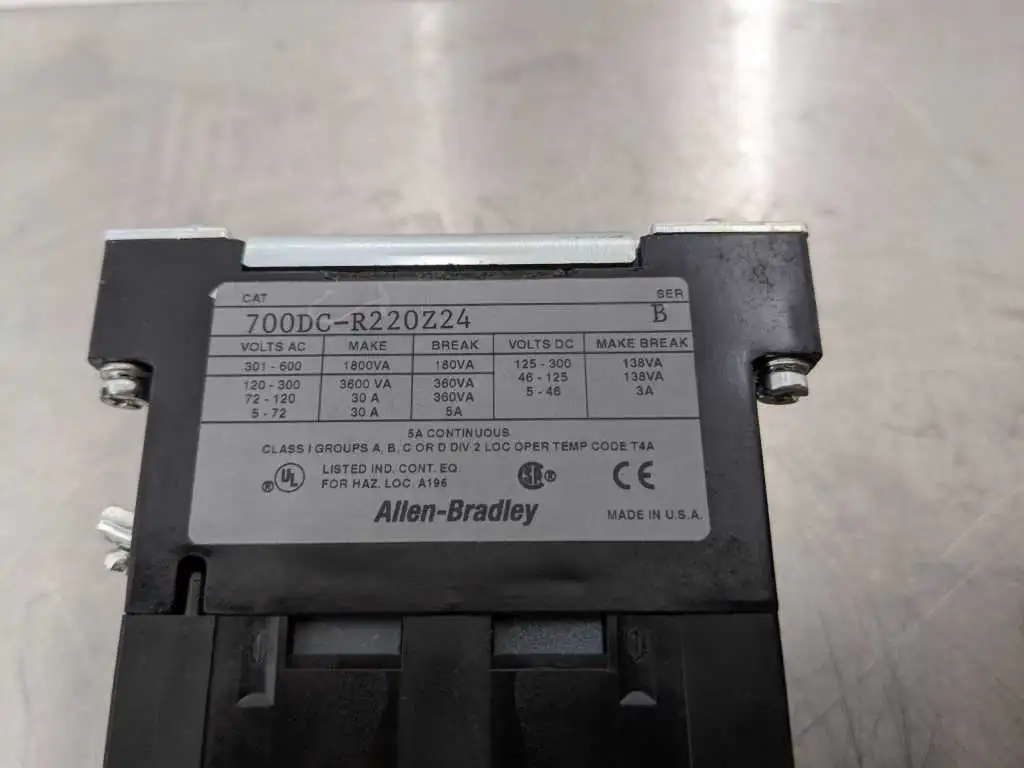 CAT SER
700DC-R220Z24 B
VOLTS AC MAKE BREAK VOLTS DC MAKE BREAK
301 - 600 1800VA 180VA 125 - 300 138VA
120 - 300 3600 VA 360VA 46 - 125 138VA
72 - 120 30 A 360VA 5 - 46 3A
5 - 72 30 A 5A
5A CONTINUOUS
CLASS I GROUPS A, B, C OR D DIV 2 LOC OPER TEMP CODE T4A
® UL LISTED IND. CONT. EQ. SA ® CE
FOR HAZ. LOC. A196
Allen-Bradley MADE IN U.S.A.